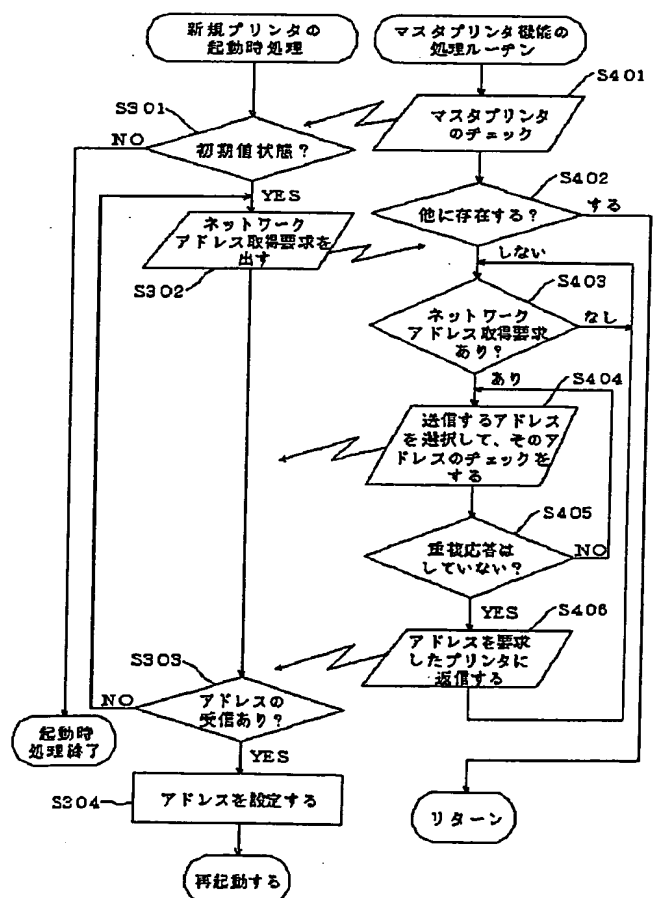 新規プリンタの
起動時処理
S301
初期値状態？
NO
YES
ネットワーク
アドレス取得要求を
出す
S302
S303
アドレスの
受信あり？
NO
YES
起動時
処理終了
S304
アドレスを設定する
再起動する
マスタプリンタ機能の
処理ルーチン
S401
マスタプリンタ
のチェック
S402
他に存在する？
する
しない
S403
ネットワーク
アドレス取得要求
あり？
なし
あり
S404
送信するアドレス
を選択して、そのア
ドレスのチェックを
する
S405
重複応答は
していない？
NO
YES
S406
アドレスを要求
したプリンタに
返信する
リターン